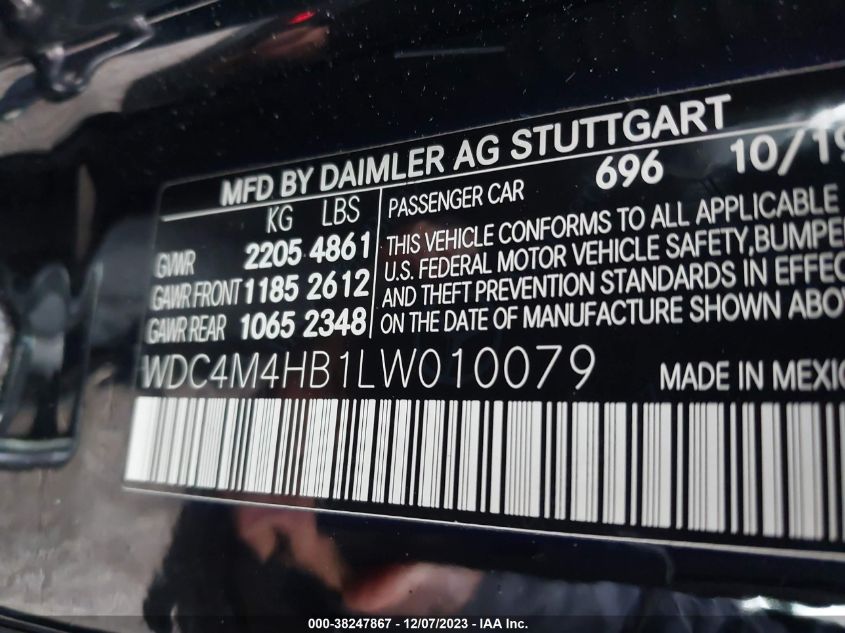 MFD BY DAIMLER AG STUTTGART
KG LBS
GVWR 2205 4861
GAWR FRONT 1185 2612
GAWR REAR 1065 2348
PASSENGER CAR 696 10/19
THIS VEHICLE CONFORMS TO ALL APPLICABLE
U.S. FEDERAL MOTOR VEHICLE SAFETY, BUMPE
AND THEFT PREVENTION STANDARDS IN EFFEC
ON THE DATE OF MANUFACTURE SHOWN ABO
WDC4M4HB1LW010079
MADE IN MEXIC
000-38247867 - 12/07/2023 - IAA Inc.